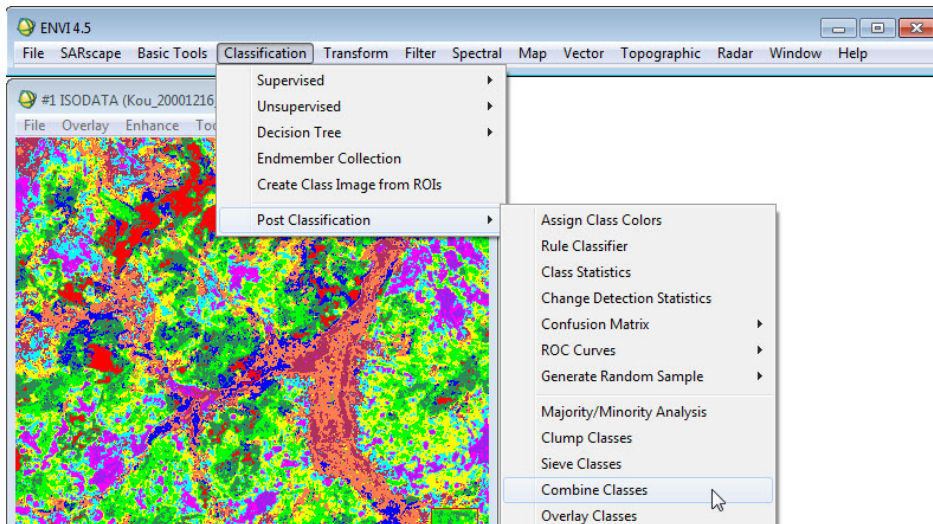 ENVI 4.5
File SARscape Basic Tools Classification Transform Filter Spectral Map Vector Topographic Radar Window Help
#1 ISODATA (Kou_20001216
File Overlay Enhance
Supervised
Unsupervised
Decision Tree
Endmember Collection
Create Class Image from ROIs
Post Classification
Assign Class Colors
Rule Classifier
Class Statistics
Change Detection Statistics
Confusion Matrix
ROC Curves
Generate Random Sample
Majority/Minority Analysis
Clump Classes
Sieve Classes
Combine Classes
Overlay Classes